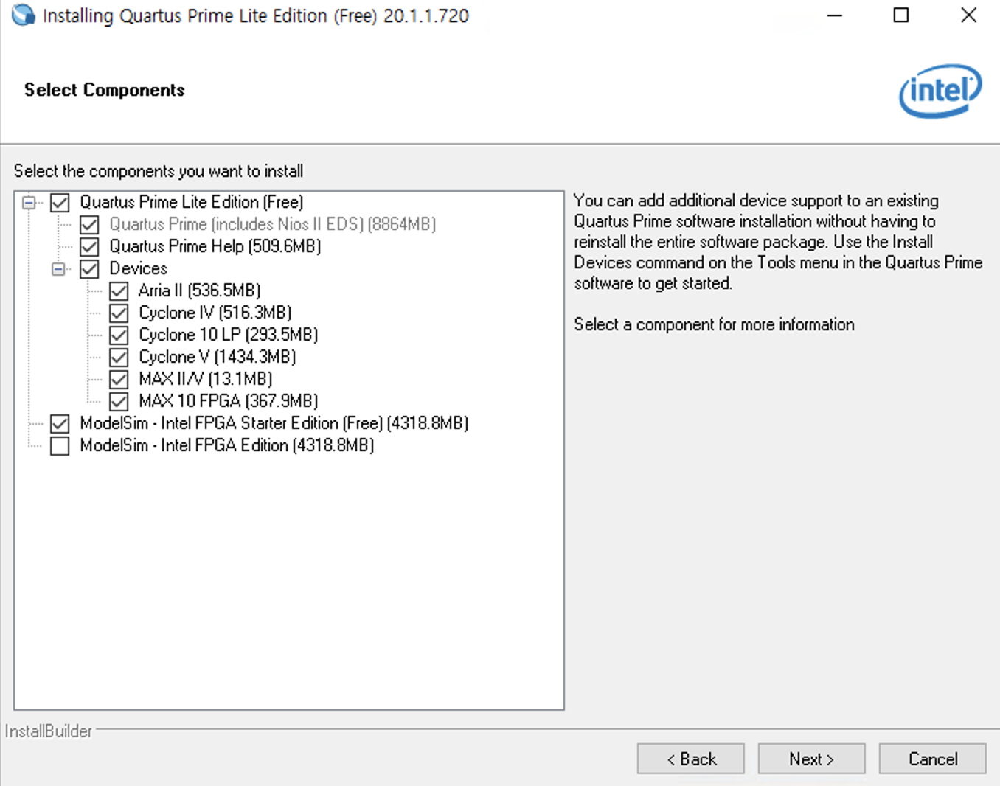 Installing Quartus Prime Lite Edition (Free) 20.1.1.720
Select Components
intel
Select the components you want to install
Quartus Prime Lite Edition (Free)
Quartus Prime (includes Nios II EDS) (8864MB)
Quartus Prime Help (509.6MB)
Devices
Arria II (536.5MB)
Cyclone IV (516.3MB)
Cyclone 10 LP (293.5MB)
Cyclone V (1434.3MB)
MAX II/V (13.1MB)
MAX 10 FPGA (367.9MB)
ModelSim - Intel FPGA Starter Edition (Free) (4318.8MB)
ModelSim - Intel FPGA Edition (4318.8MB)
You can add additional device support to an existing
Quartus Prime software installation without having to
reinstall the entire software package. Use the Install
Devices command on the Tools menu in the Quartus Prime
software to get started.
Select a component for more information
InstallBuilder
< Back
Next >
Cancel